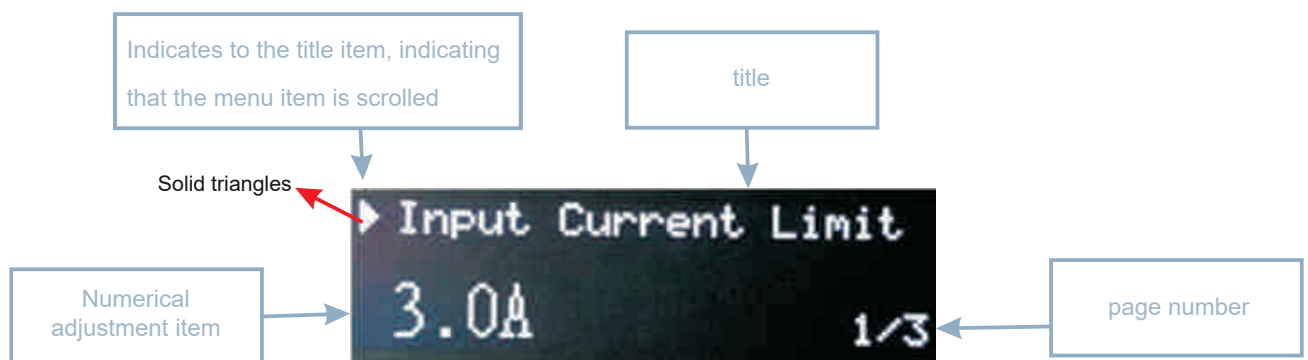 Indicates to the title item, indicating
that the menu item is scrolled
title
Solid triangles
Input Current Limit
Numerical
adjustment item
3.0A
1/3
page number